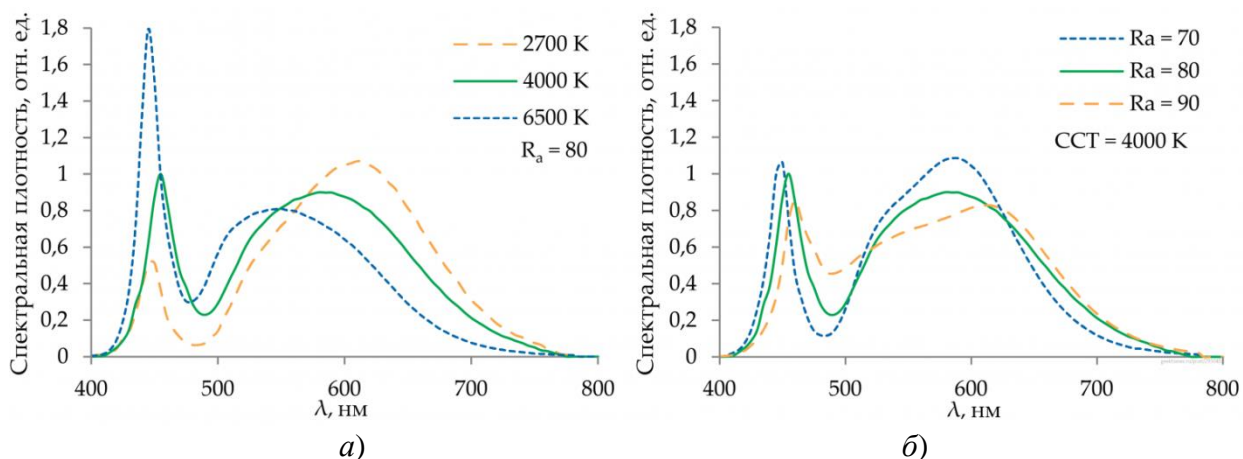 Спектральная плотность, отн. ед.
1,8
1,6
1,4
1,2
1
0,8
0,6
0,4
0,2
0
400
500
600
700
800
λ, нм
2700 K
4000 K
6500 K
Rₐ = 80
а)
Спектральная плотность, отн. ед.
1,8
1,6
1,4
1,2
1
0,8
0,6
0,4
0,2
0
400
500
600
700
800
λ, нм
Ra = 70
Ra = 80
Ra = 90
CCT = 4000 K
б)